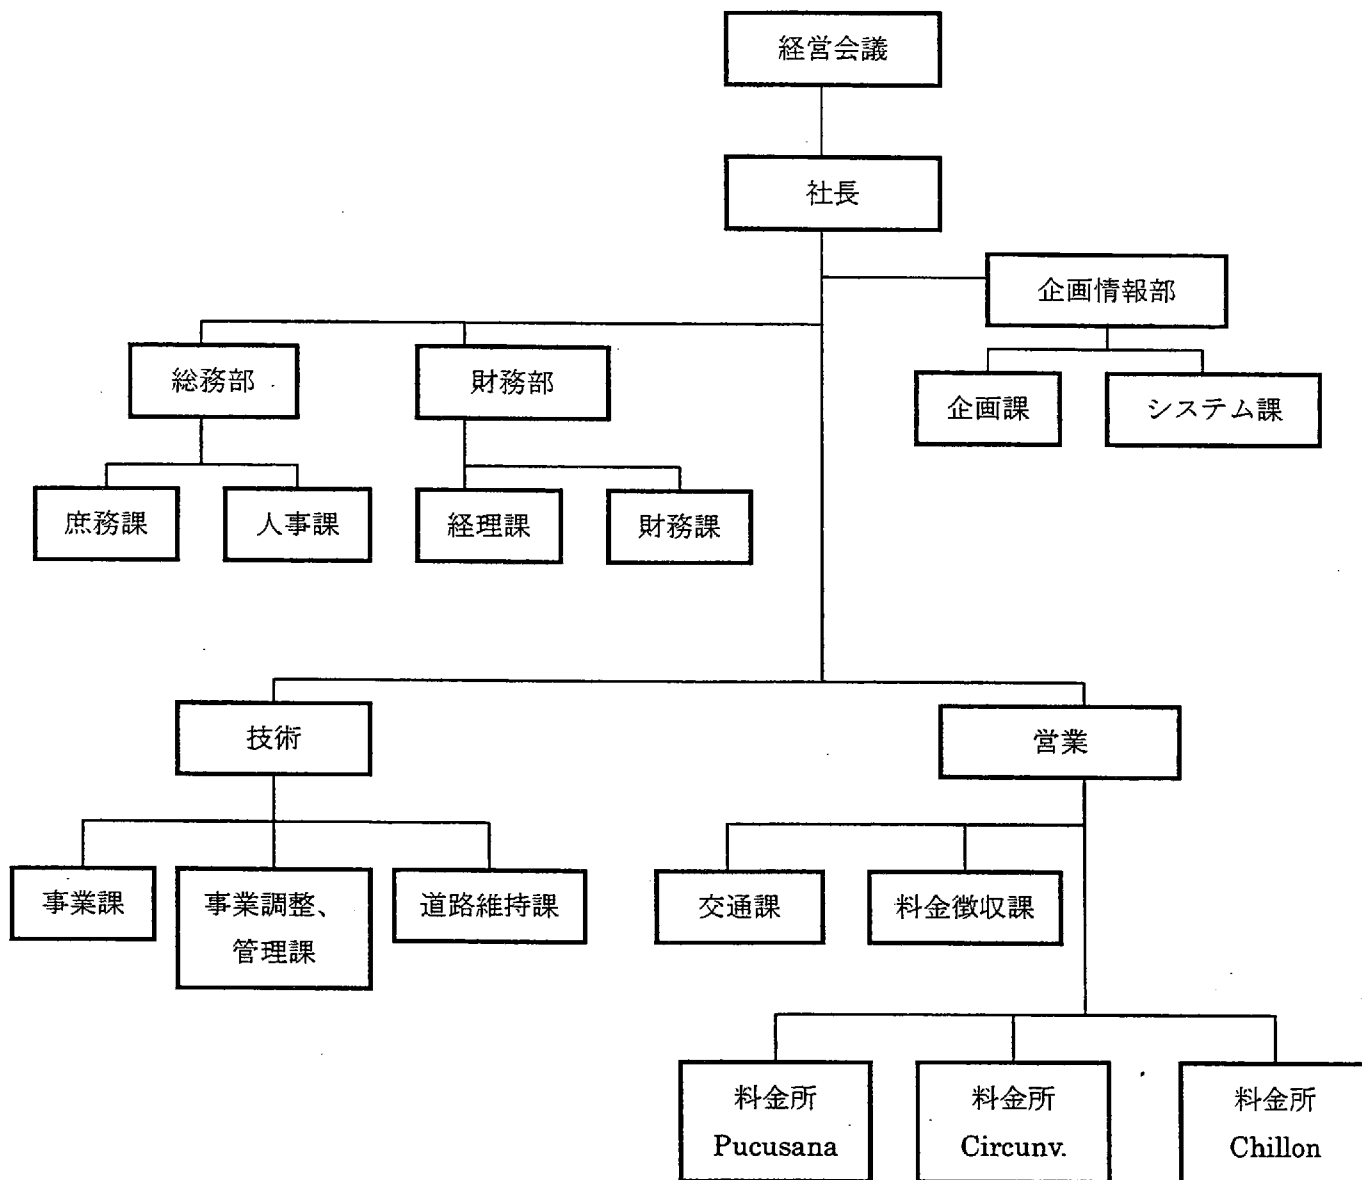 経営会議
社長
企画情報部
総務部
財務部
企画課
システム課
庶務課
人事課
経理課
財務課
技術
営業
事業課
事業調整、
管理課
道路維持課
交通課
料金徴収課
料金所
Pucusana
料金所
Circunv.
料金所
Chillon